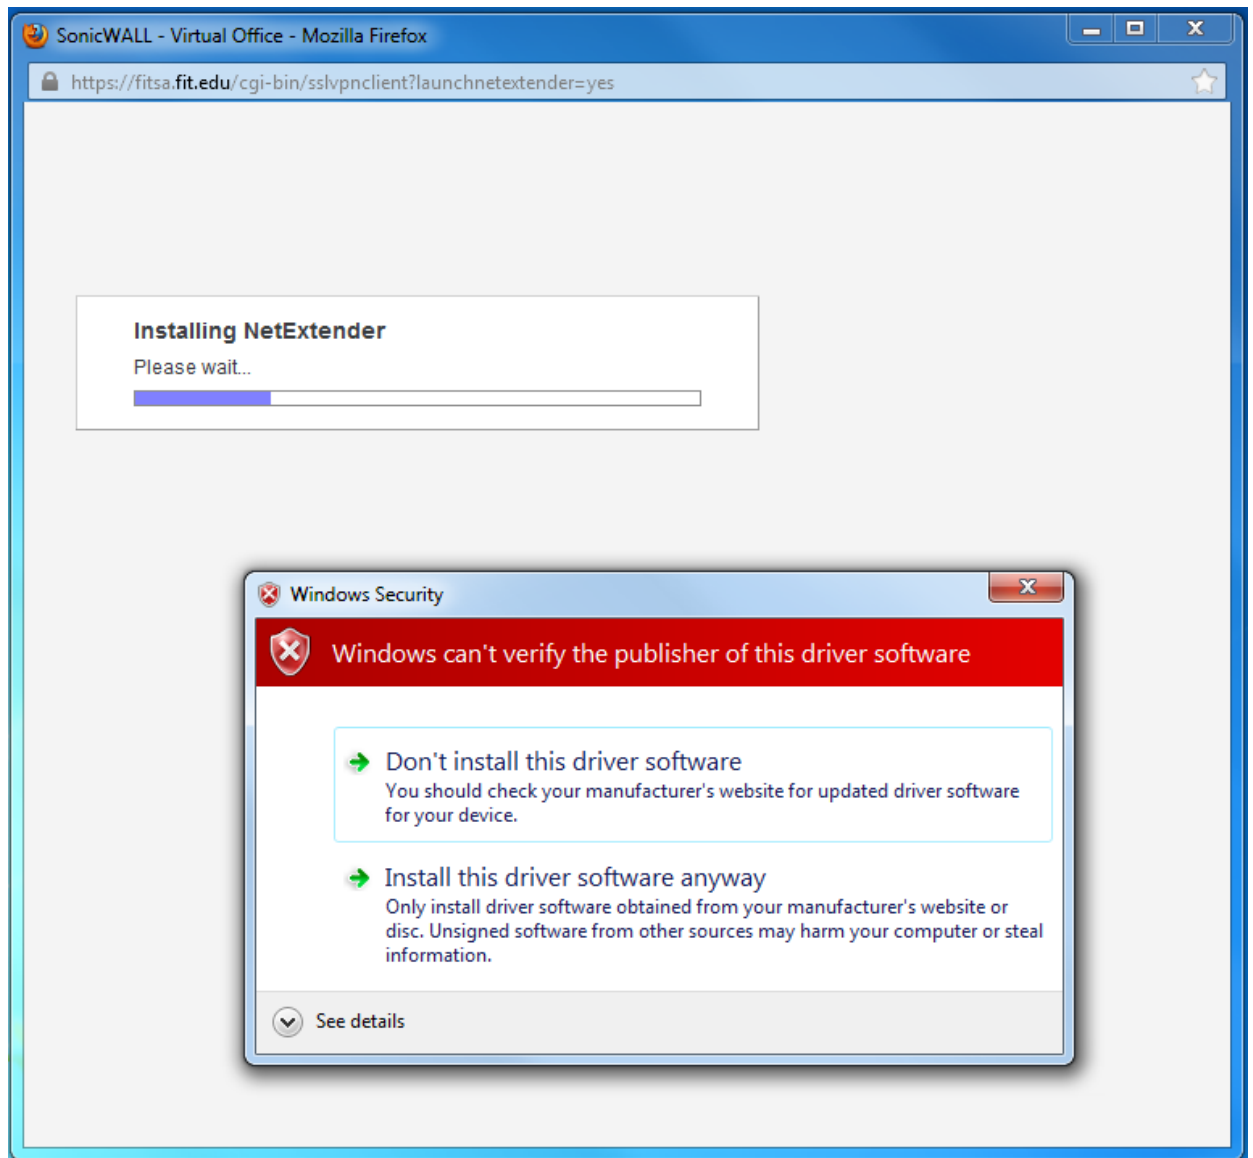 SonicWALL - Virtual Office - Mozilla Firefox
https://fitsa.fit.edu/cgi-bin/sslvpnclient?launchnetextender=yes
Installing NetExtender
Please wait...
Windows Security
Windows can't verify the publisher of this driver software
Don't install this driver software
You should check your manufacturer's website for updated driver software
for your device.
Install this driver software anyway
Only install driver software obtained from your manufacturer's website or
disc. Unsigned software from other sources may harm your computer or steal
information.
See details